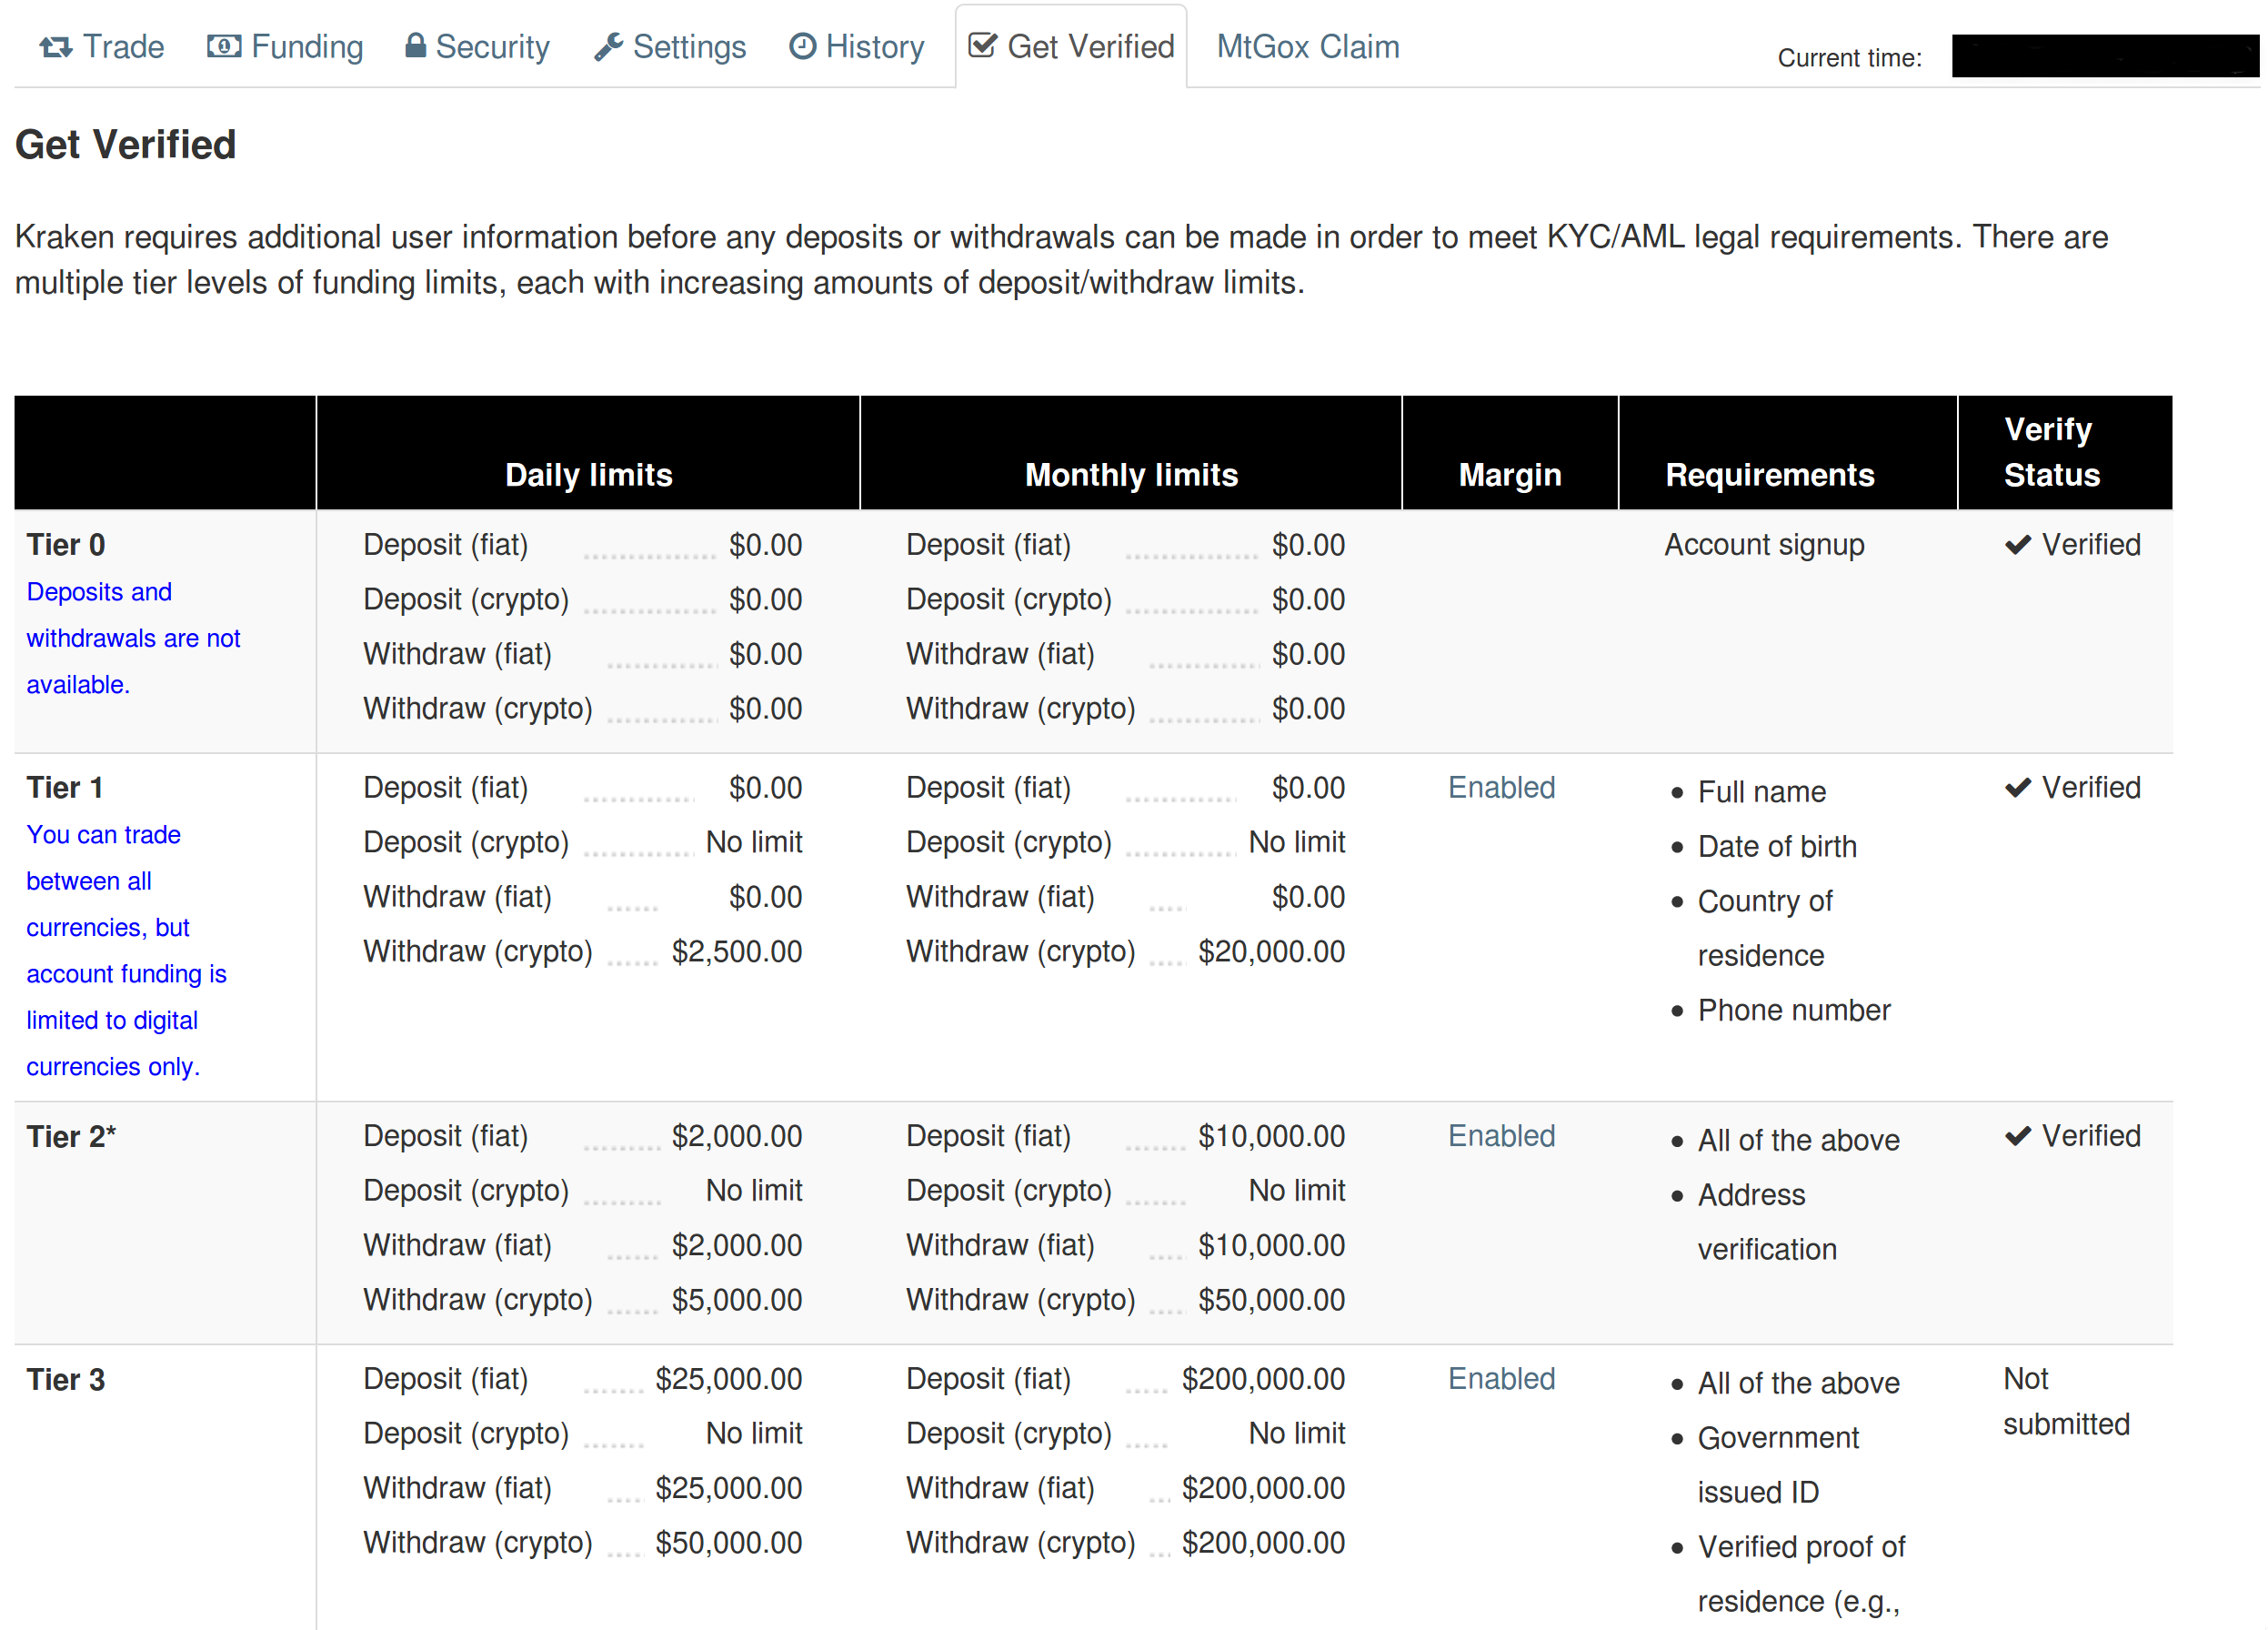 Trade Funding Security Settings History Get Verified MtGox Claim Current time:
Get Verified
Kraken requires additional user information before any deposits or withdrawals can be made in order to meet KYC/AML legal requirements. There are
multiple tier levels of funding limits, each with increasing amounts of deposit/withdraw limits.
Daily limits Monthly limits Margin Requirements Verify
Status
Tier 0
Deposits and
withdrawals are not
available.
Deposit (fiat) $0.00
Deposit (crypto) $0.00
Withdraw (fiat) $0.00
Withdraw (crypto) $0.00
Deposit (fiat) $0.00
Deposit (crypto) $0.00
Withdraw (fiat) $0.00
Withdraw (crypto) $0.00
Account signup
Verified
Tier 1
You can trade
between all
currencies, but
account funding is
limited to digital
currencies only.
Deposit (fiat) $0.00
Deposit (crypto) No limit
Withdraw (fiat) $0.00
Withdraw (crypto) $2,500.00
Deposit (fiat) $0.00
Deposit (crypto) No limit
Withdraw (fiat) $0.00
Withdraw (crypto) $20,000.00
Enabled
• Full name
• Date of birth
• Country of
residence
• Phone number
Verified
Tier 2*
Deposit (fiat) $2,000.00
Deposit (crypto) No limit
Withdraw (fiat) $2,000.00
Withdraw (crypto) $5,000.00
Deposit (fiat) $10,000.00
Deposit (crypto) No limit
Withdraw (fiat) $10,000.00
Withdraw (crypto) $50,000.00
Enabled
• All of the above
• Address
verification
Verified
Tier 3
Deposit (fiat) $25,000.00
Deposit (crypto) No limit
Withdraw (fiat) $25,000.00
Withdraw (crypto) $50,000.00
Deposit (fiat) $200,000.00
Deposit (crypto) No limit
Withdraw (fiat) $200,000.00
Withdraw (crypto) $200,000.00
Enabled
• All of the above
• Government
issued ID
• Verified proof of
residence (e.g.,
Not
submitted